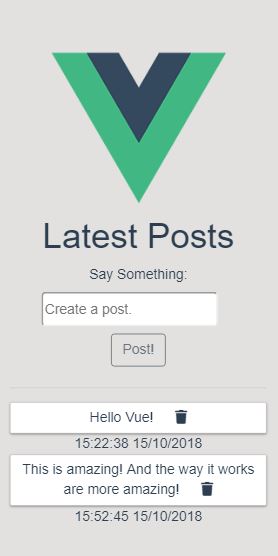 Latest Posts
Say Something:
Create a post.
Post!
Hello Vue!
15:22:38 15/10/2018
This is amazing! And the way it works
are more amazing!
15:52:45 15/10/2018